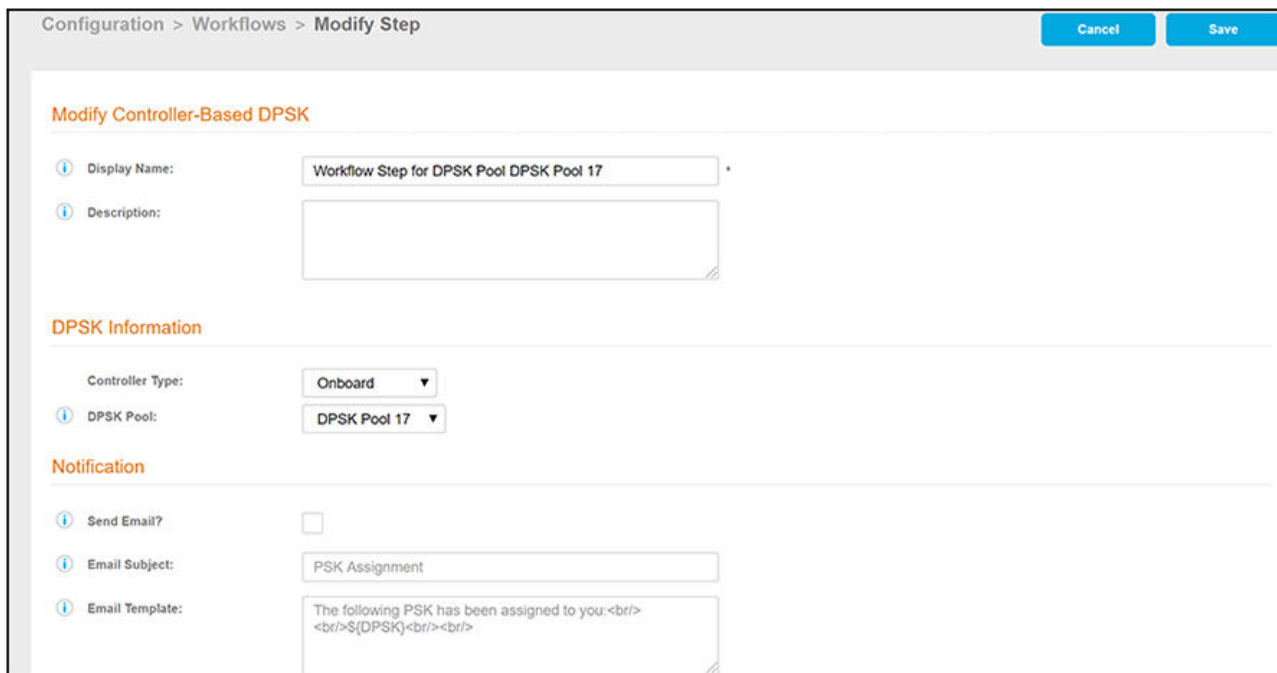 Configuration > Workflows > Modify Step
Cancel
Save
Modify Controller-Based DPSK
Display Name:
Workflow Step for DPSK Pool DPSK Pool 17
*
Description:
DPSK Information
Controller Type:
Onboard
DPSK Pool:
DPSK Pool 17
Notification
Send Email?
Email Subject:
PSK Assignment
Email Template:
The following PSK has been assigned to you:<br/>
<br/>${DPSK}<br/><br/>